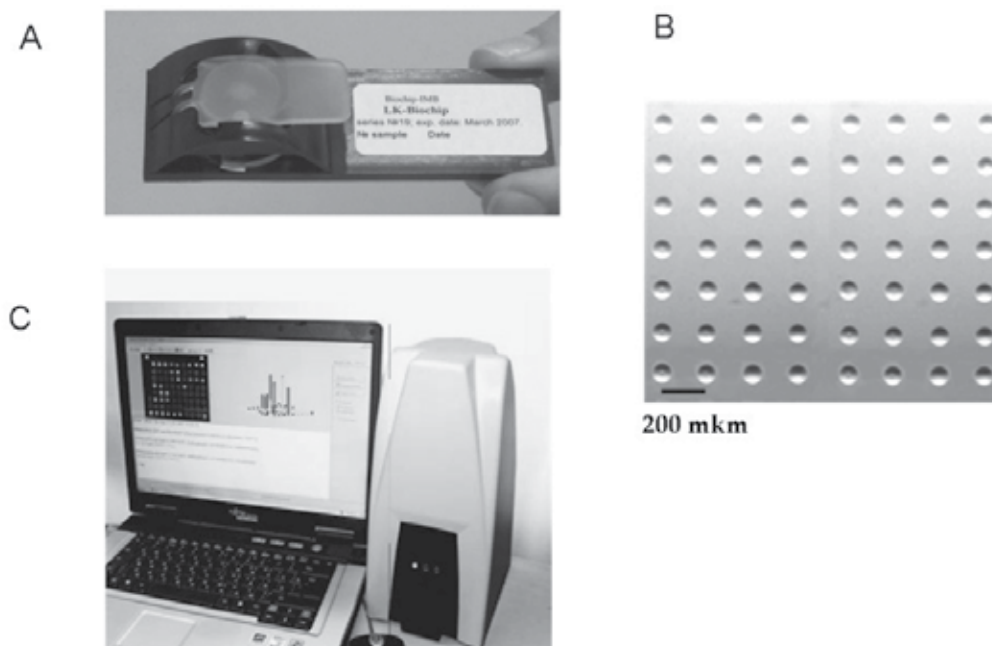 A
Biochip-IMB
LK-Biochip
series №19; exp. date: March 2007.
№ sample Date
B
200 mkm
C